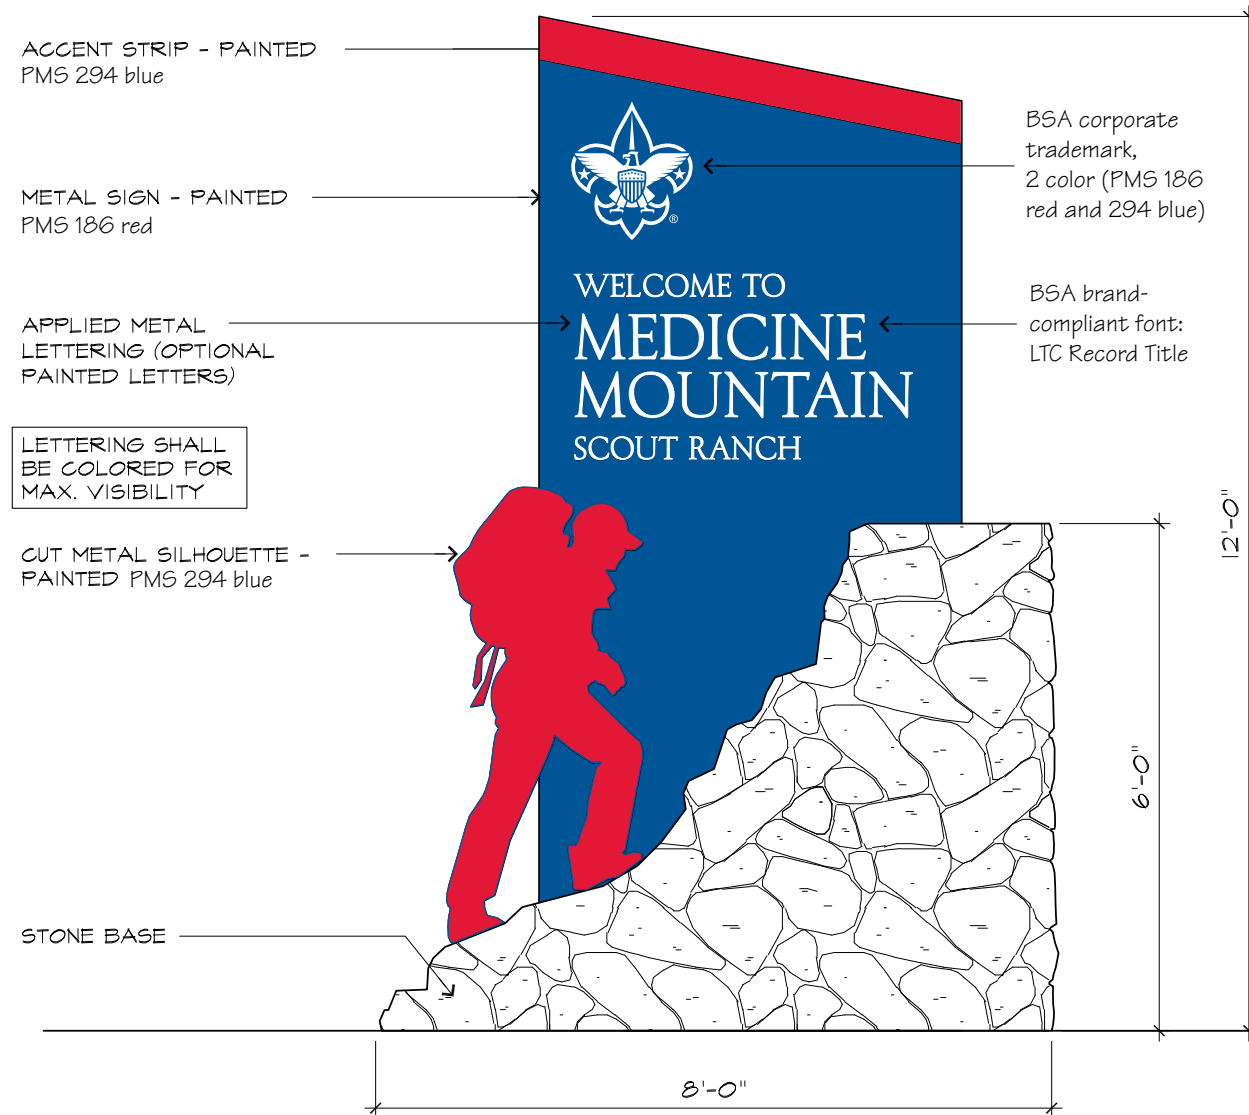 ACCENT STRIP - PAINTED
PMS 294 blue
METAL SIGN - PAINTED
PMS 186 red
APPLIED METAL
LETTERING (OPTIONAL
PAINTED LETTERS)
LETTERING SHALL
BE COLORED FOR
MAX. VISIBILITY
CUT METAL SILHOUETTE -
PAINTED PMS 294 blue
STONE BASE
®
WELCOME TO
MEDICINE
MOUNTAIN
SCOUT RANCH
BSA corporate
trademark,
2 color (PMS 186
red and 294 blue)
BSA brand-
compliant font:
LTC Record Title
12'-0"
6'-0"
8'-0"